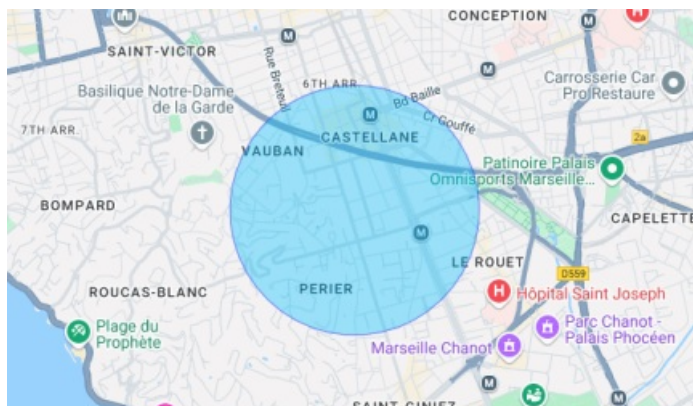 CONCEPTION
H
M
SAINT-VICTOR
Rue Breteuil
M
Carrosserie Car
Pro Restaure
6TH ARR.
Bd Baille
Basilique Notre-Dame
de la Garde
M
Cr Gouffé
7TH ARR.
CASTELLANE
2a
VAUBAN
Patinoire Palais
Omnisports Marseille...
BOMPARD
CAPELETTE
M
LE ROUET
D559
PERIER
ROUCAS-BLANC
H
Hôpital Saint Joseph
Plage du
Prophète
Parc Chanot -
Palais Phocéen
Marseille Chanot
M